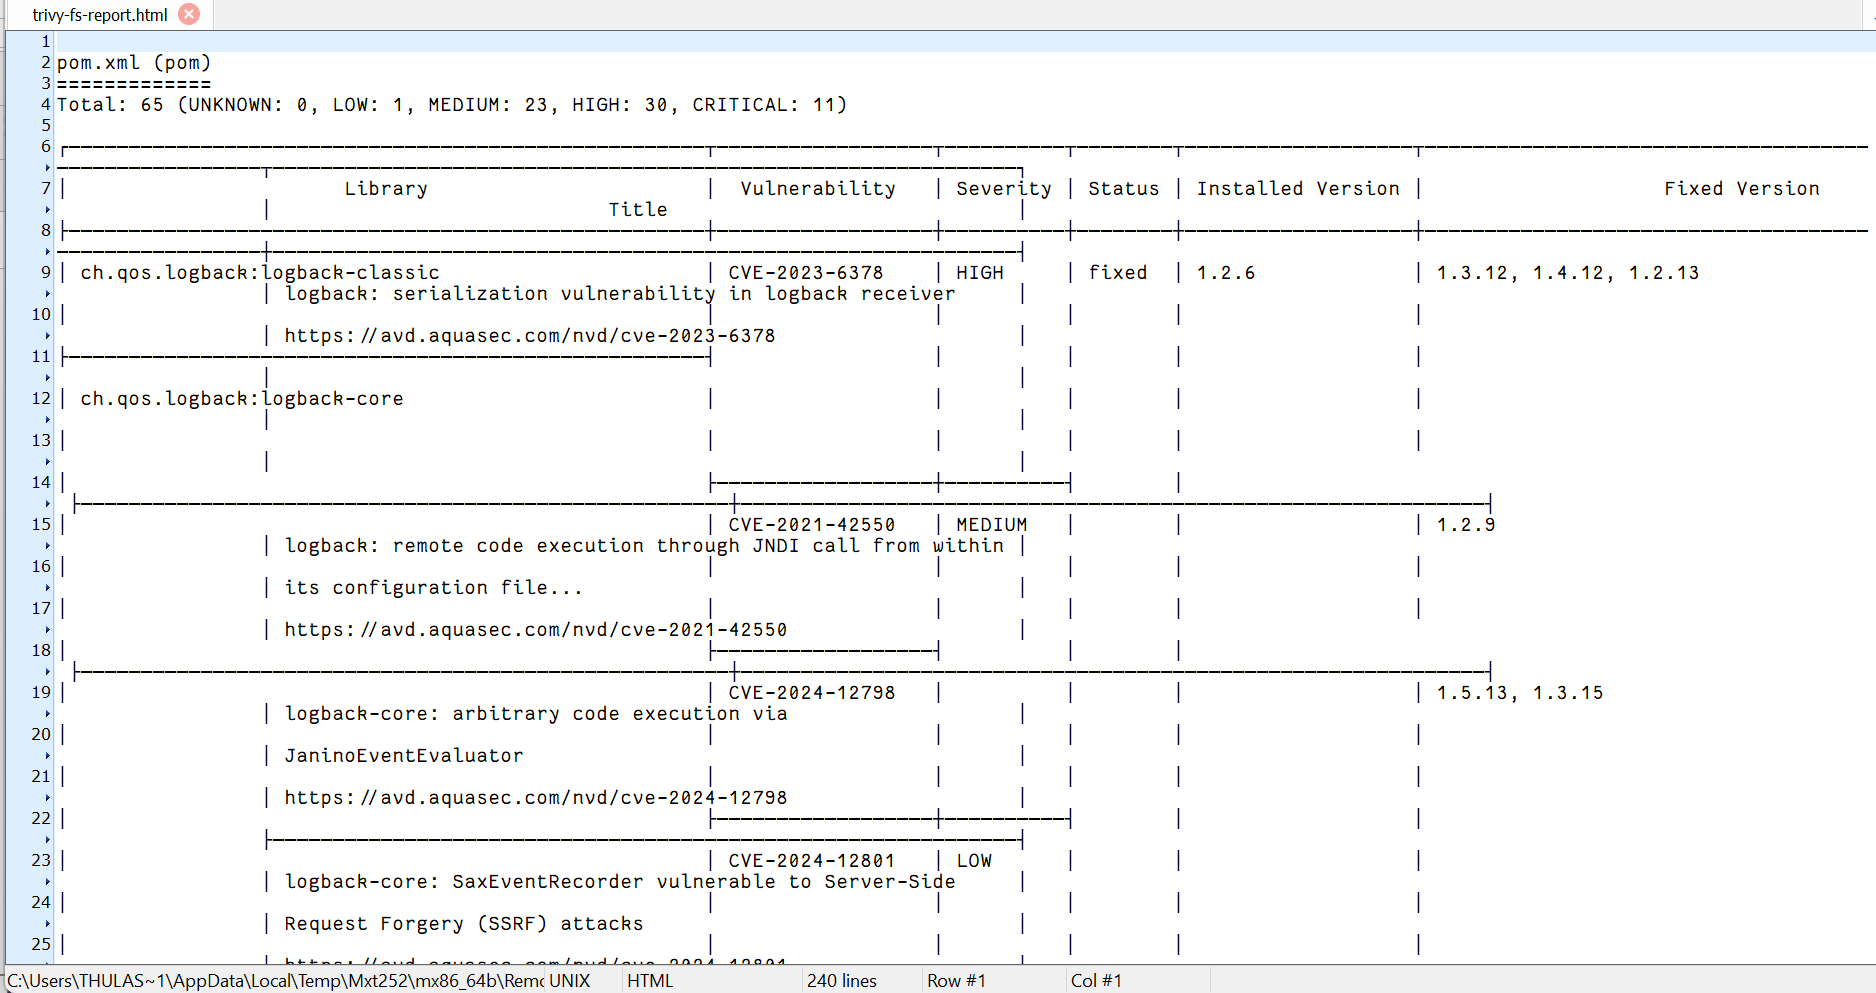 trivy-fs-report.html
1
2 pom.xml (pom)
3 =============
4 Total: 65 (UNKNOWN: 0, LOW: 1, MEDIUM: 23, HIGH: 30, CRITICAL: 11)
5
6
7 Library Vulnerability Severity Status Installed Version Fixed Version
Title
8
9 ch.qos.logback:logback-classic CVE-2023-6378 HIGH fixed 1.2.6 1.3.12, 1.4.12, 1.2.13
logback: serialization vulnerability in logback receiver
10
https://avd.aquasec.com/nvd/cve-2023-6378
11
12 ch.qos.logback:logback-core
13
14
15 CVE-2021-42550 MEDIUM 1.2.9
logback: remote code execution through JNDI call from within
16
its configuration file...
17
https://avd.aquasec.com/nvd/cve-2021-42550
18
19 CVE-2024-12798 1.5.13, 1.3.15
logback-core: arbitrary code execution via
20
JaninoEventEvaluator
21
https://avd.aquasec.com/nvd/cve-2024-12798
22
23 CVE-2024-12801 LOW
logback-core: SaxEventRecorder vulnerable to Server-Side
24
Request Forgery (SSRF) attacks
25
https://avd.aquasec.com/nvd/cve-2024-12801
C:\Users\THULAS~1\AppData\Local\Temp\Mxt252\mx86_64b\Remo UNIX HTML 240 lines Row #1 Col #1